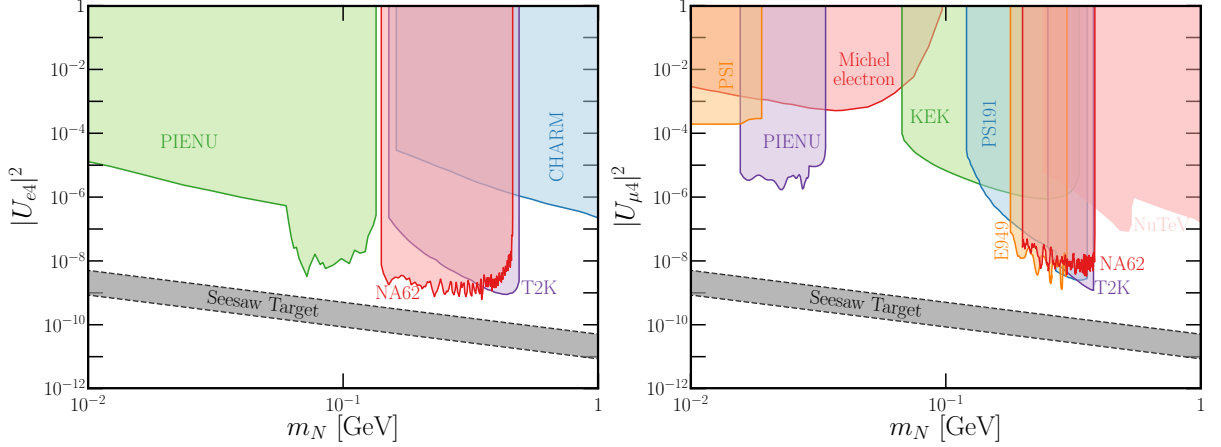 1
10⁻²
10⁻⁴
10⁻⁶
10⁻⁸
10⁻¹⁰
10⁻¹²
|U_{e4}|²
PIENU
CHARM
NA62
T2K
Seesaw Target
10⁻²
10⁻¹
1
m_N [GeV]
1
10⁻²
10⁻⁴
10⁻⁶
10⁻⁸
10⁻¹⁰
10⁻¹²
|U_{μ4}|²
PSI
Michel
electron
PIENU
KEK
PS191
E949
NuTeV
NA62
T2K
Seesaw Target
10⁻²
10⁻¹
1
m_N [GeV]